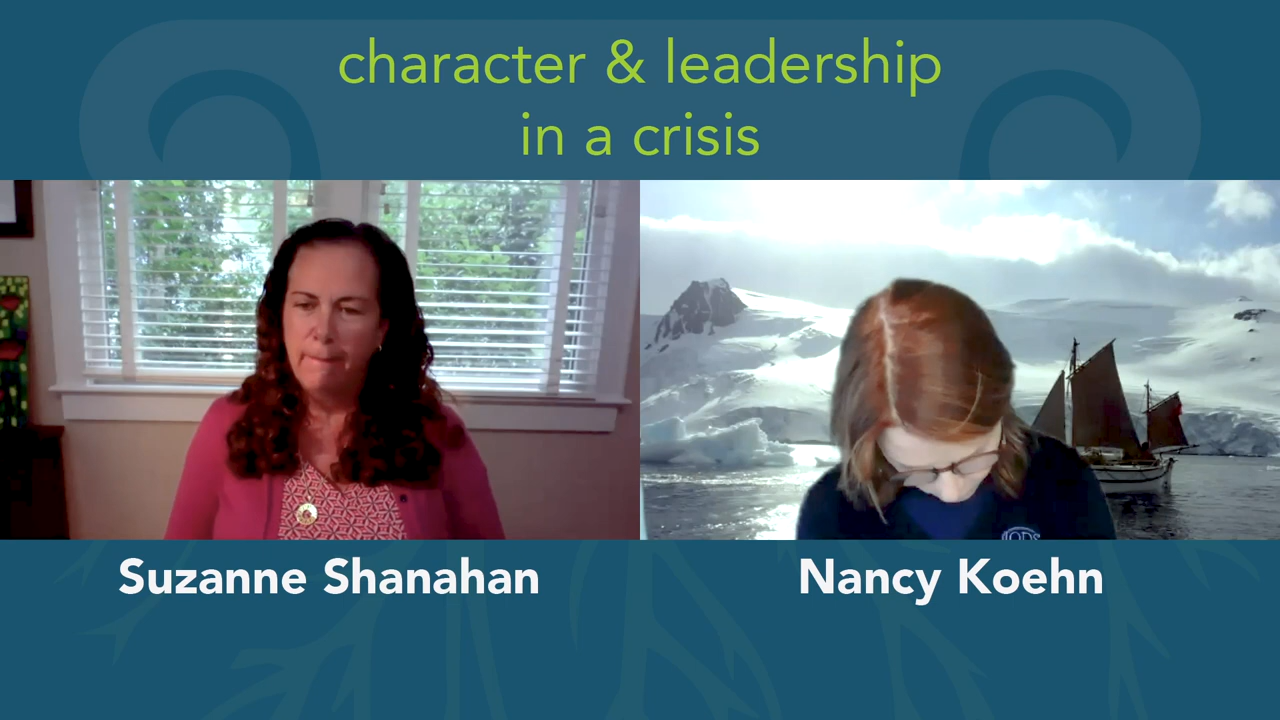 character & leadership
in a crisis
Suzanne Shanahan
Nancy Koehn